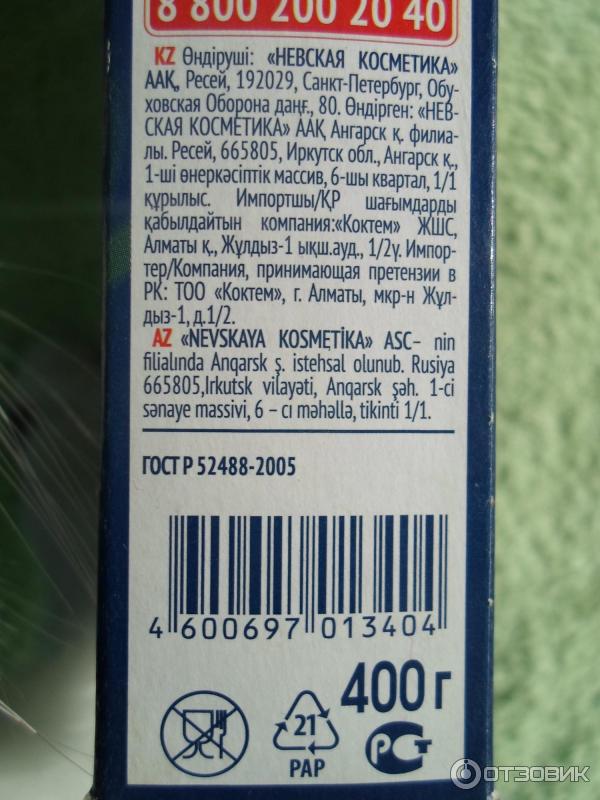 8 800 200 20 40
KZ Өндіруші: «НЕВСКАЯ КОСМЕТИКА»
ААҚ, Ресей, 192029, Санкт-Петербург, Обу-
ховская Оборона даңғ., 80. Өндірген: «НЕВ-
СКАЯ КОСМЕТИКА» ААҚ Ангарск қ. филиа-
лы. Ресей, 665805, Иркутск обл., Ангарск қ.,
1-ші өнеркәсіптік массив, 6-шы квартал, 1/1
құрылыс. Импортшы/ҚР шағымдарды
қабылдайтын компания:«Коктем» ЖШС,
Алматы қ., Жұлдыз-1 ықш.ауд., 1/2ү. Импор-
тер/Компания, принимающая претензии в
РК: ТОО «Коктем», г. Алматы, мкр-н Жұл-
дыз-1, д.1/2.
AZ «NEVSKAYA KOSMETİKA» ASC– nin
filialında Anqarsk ş. istehsal olunub. Rusiya
665805,Irkutsk vilayəti, Anqarsk şəh. 1-ci
sənaye massivi, 6 – cı məhəllə, tikinti 1/1.
ГОСТ Р 52488-2005
4 600697 013404
400 г
21
PAP
РСТ
ОТЗОВИК